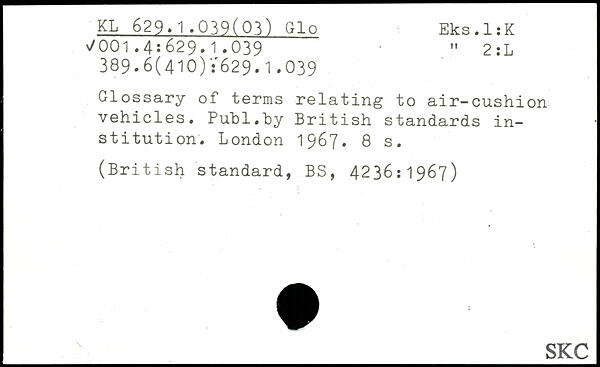 KL 629.1.039(03) Glo Eks.1:K
✓001.4:629.1.039 " 2:L
389.6(410):629.1.039
Glossary of terms relating to air-cushion
vehicles. Publ.by British standards in-
stitution. London 1967. 8 s.
(British standard, BS, 4236:1967)
SKC